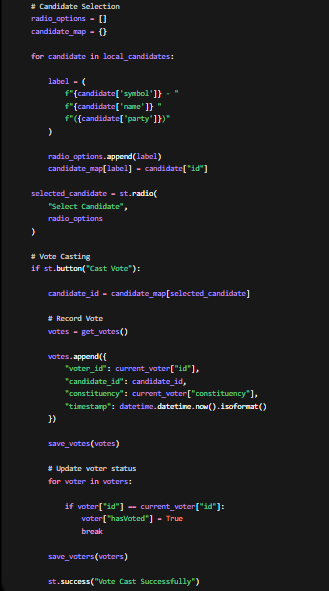 # Candidate Selection
radio_options = []
candidate_map = {}
for candidate in local_candidates:
label = (
f"{candidate['symbol']} - "
f"{candidate['name']} "
f"({candidate['party']})"
)
radio_options.append(label)
candidate_map[label] = candidate["id"]
selected_candidate = st.radio(
"Select Candidate",
radio_options
)
# Vote Casting
if st.button("Cast Vote"):
candidate_id = candidate_map[selected_candidate]
# Record Vote
votes = get_votes()
votes.append({
"voter_id": current_voter["id"],
"candidate_id": candidate_id,
"constituency": current_voter["constituency"],
"timestamp": datetime.datetime.now().isoformat()
})
save_votes(votes)
# Update voter status
for voter in voters:
if voter["id"] == current_voter["id"]:
voter["hasVoted"] = True
break
save_voters(voters)
st.success("Vote Cast Successfully")